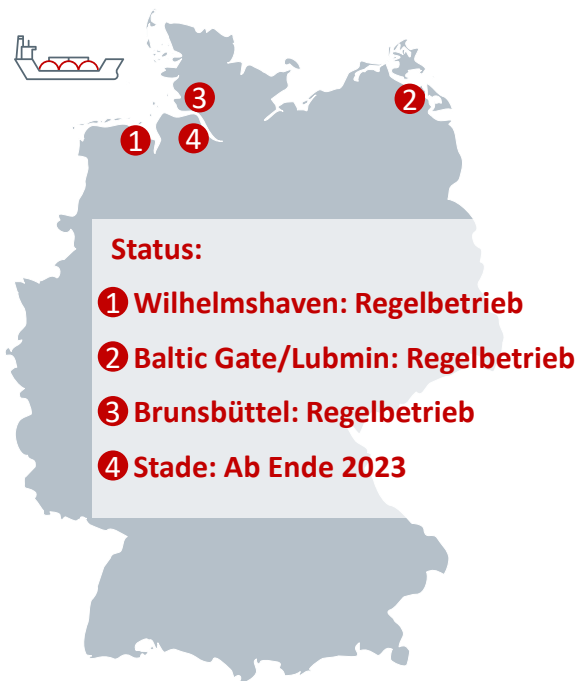 3
2
1
4
Status:
1 Wilhelmshaven: Regelbetrieb
2 Baltic Gate/Lubmin: Regelbetrieb
3 Brunsbüttel: Regelbetrieb
4 Stade: Ab Ende 2023